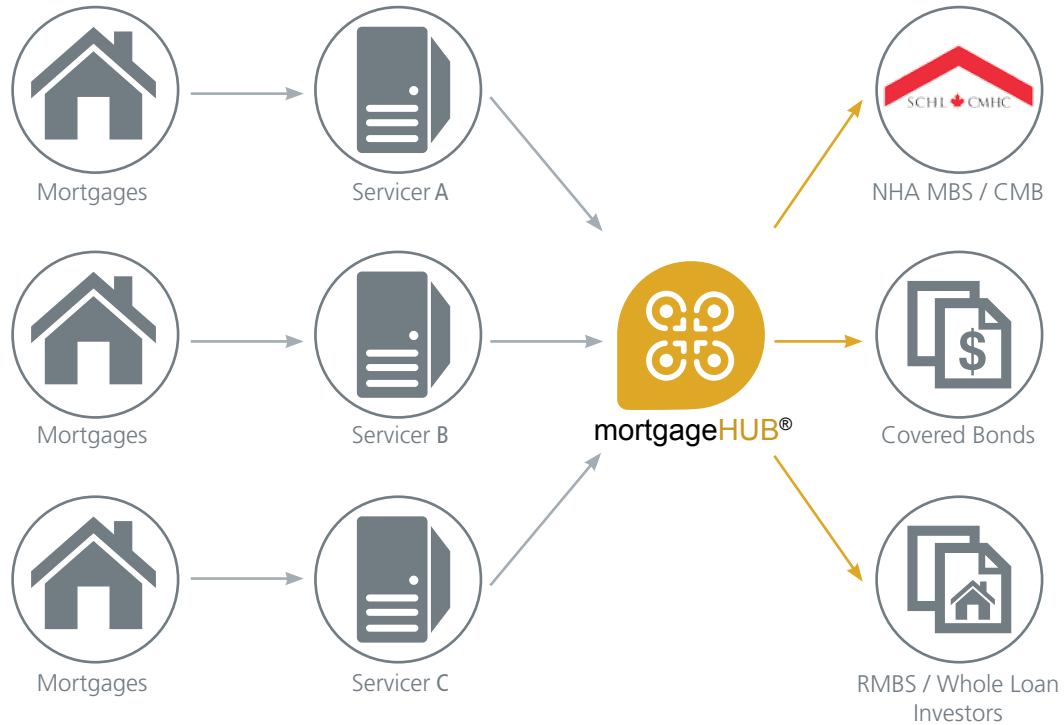 SCHL CMHC
Mortgages
Servicer A
NHA MBS / CMB
$
mortgageHUB®
Mortgages
Servicer B
Covered Bonds
Mortgages
Servicer C
RMBS / Whole Loan
Investors